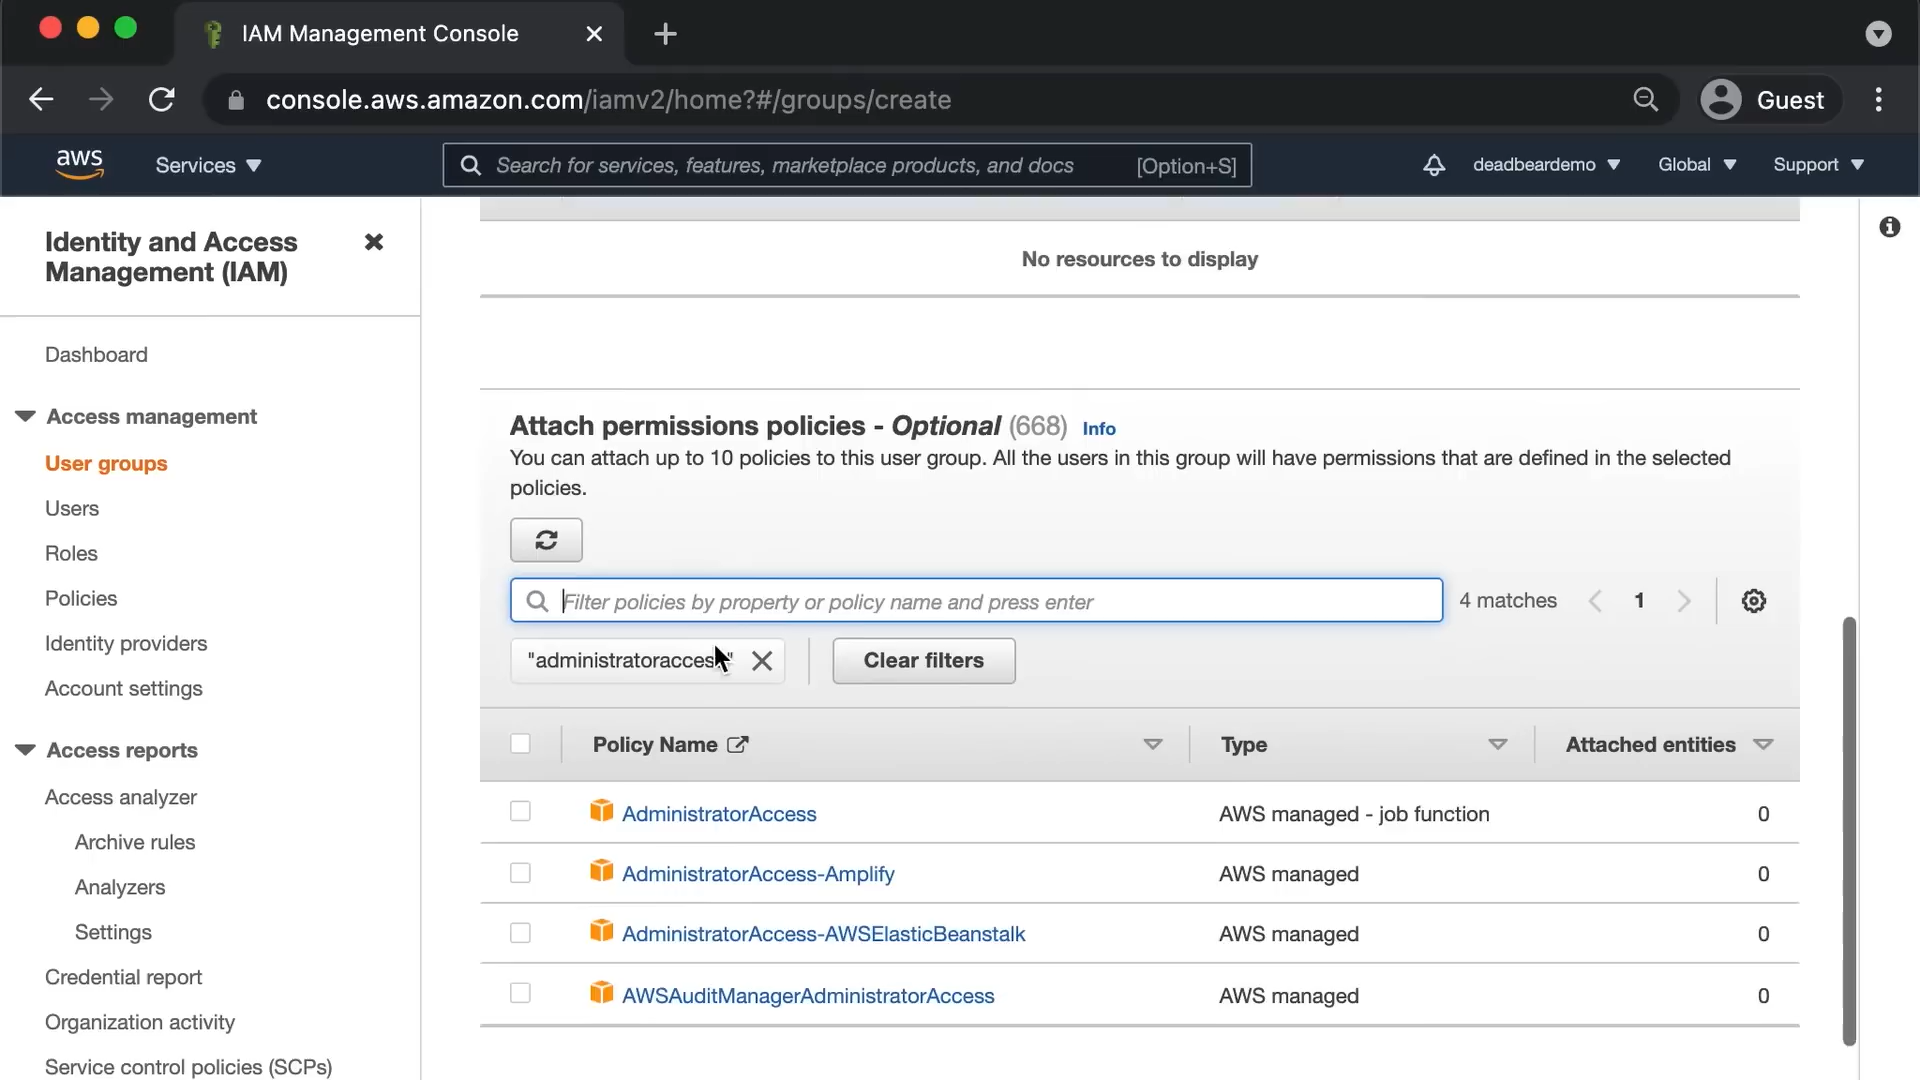 IAM Management Console
console.aws.amazon.com/iamv2/home?#/groups/create
Guest
aws
Services
Search for services, features, marketplace products, and docs [Option+S]
deadbeardemo
Global
Support
Identity and Access
Management (IAM)
Dashboard
Access management
User groups
Users
Roles
Policies
Identity providers
Account settings
Access reports
Access analyzer
Archive rules
Analyzers
Settings
Credential report
Organization activity
Service control policies (SCPs)
No resources to display
Attach permissions policies - Optional (668) Info
You can attach up to 10 policies to this user group. All the users in this group will have permissions that are defined in the selected
policies.
Filter policies by property or policy name and press enter
4 matches
1
"administratoraccess"
Clear filters
Policy Name Type Attached entities
AdministratorAccess AWS managed - job function 0
AdministratorAccess-Amplify AWS managed 0
AdministratorAccess-AWSElasticBeanstalk AWS managed 0
AWSAuditManagerAdministratorAccess AWS managed 0